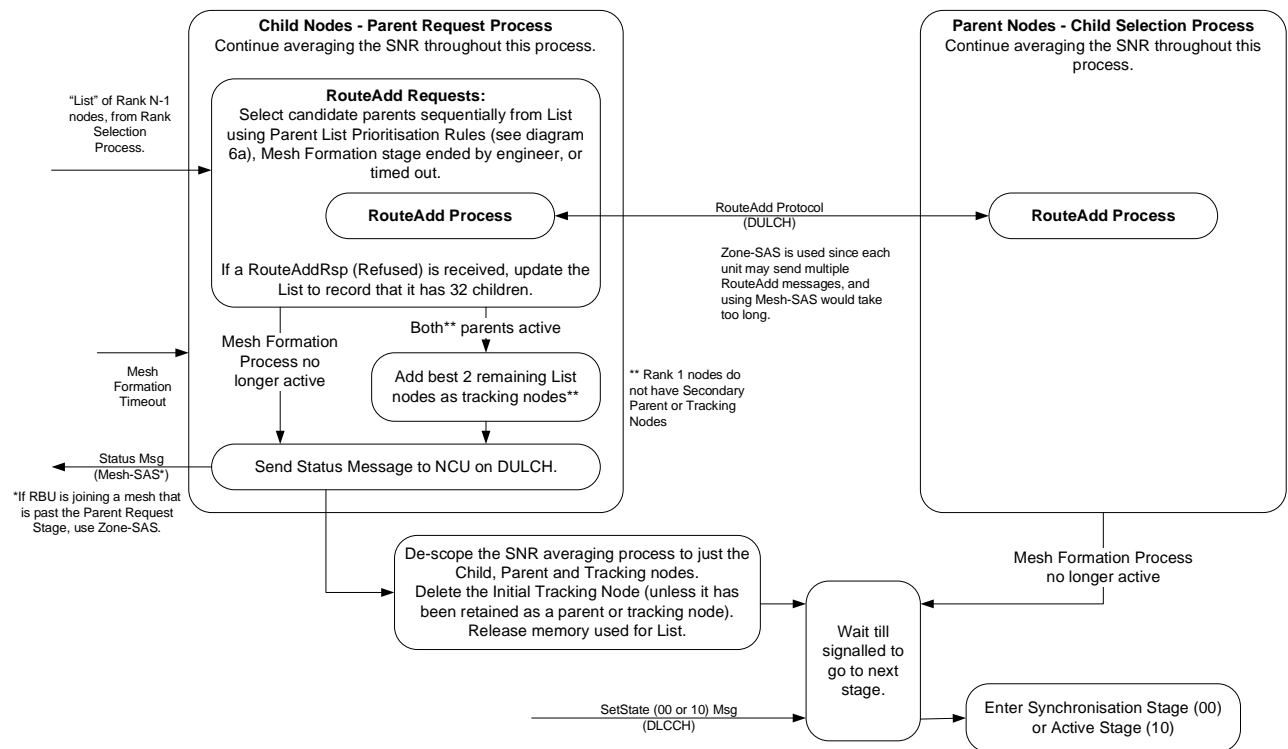 Child Nodes - Parent Request Process
Continue averaging the SNR throughout this process.
Parent Nodes - Child Selection Process
Continue averaging the SNR throughout this
process.
“List” of Rank N-1
nodes, from Rank
Selection
Process.
RouteAdd Requests:
Select candidate parents sequentially from List
using Parent List Prioritisation Rules (see diagram
6a), Mesh Formation stage ended by engineer, or
timed out.
RouteAdd Process
RouteAdd Protocol
(DULCH)
RouteAdd Process
Zone-SAS is used since each
unit may send multiple
RouteAdd messages, and
using Mesh-SAS would take
too long.
If a RouteAddRsp (Refused) is received, update the
List to record that it has 32 children.
Both** parents active
Mesh Formation
Process no
longer active
Mesh
Formation
Timeout
Add best 2 remaining List
nodes as tracking nodes**
** Rank 1 nodes do
not have Secondary
Parent or Tracking
Nodes
Status Msg
(Mesh-SAS*)
Send Status Message to NCU on DULCH.
*If RBU is joining a mesh that
is past the Parent Request
Stage, use Zone-SAS.
De-scope the SNR averaging process to just the
Child, Parent and Tracking nodes.
Delete the Initial Tracking Node (unless it has
been retained as a parent or tracking node).
Release memory used for List.
Mesh Formation Process
no longer active
Wait till
signalled to
go to next
stage.
SetState (00 or 10) Msg
(DLCCH)
Enter Synchronisation Stage (00)
or Active Stage (10)